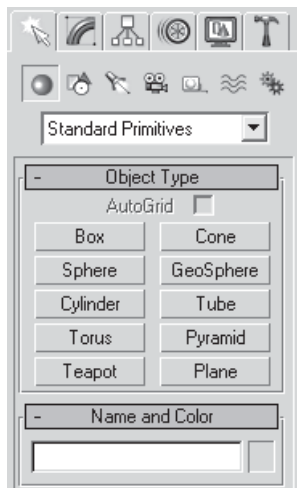 Standard Primitives
- Object Type
AutoGrid
Box Cone
Sphere GeoSphere
Cylinder Tube
Torus Pyramid
Teapot Plane
- Name and Color